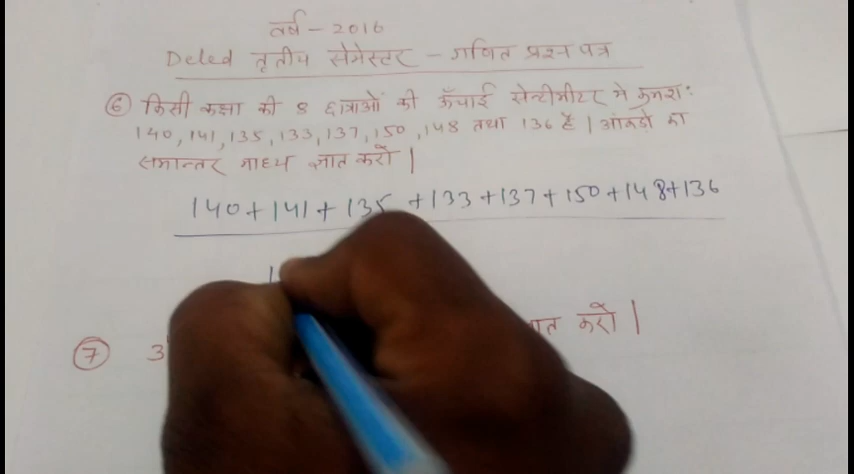 वर्ष - 2016
Deled तृतीय सेमेस्टर - गणित प्रश्न पत्र
⑥ किसी कक्षा की 8 छात्राओं की ऊँचाई सेन्टीमीटर मे क्रमश:
140, 141, 135, 133, 137, 150, 148 तथा 136 है | आंकड़ो का
समान्तर माध्य ज्ञात करो |
140+141+135+133+137+150+148+136
⑦ 3 करो |